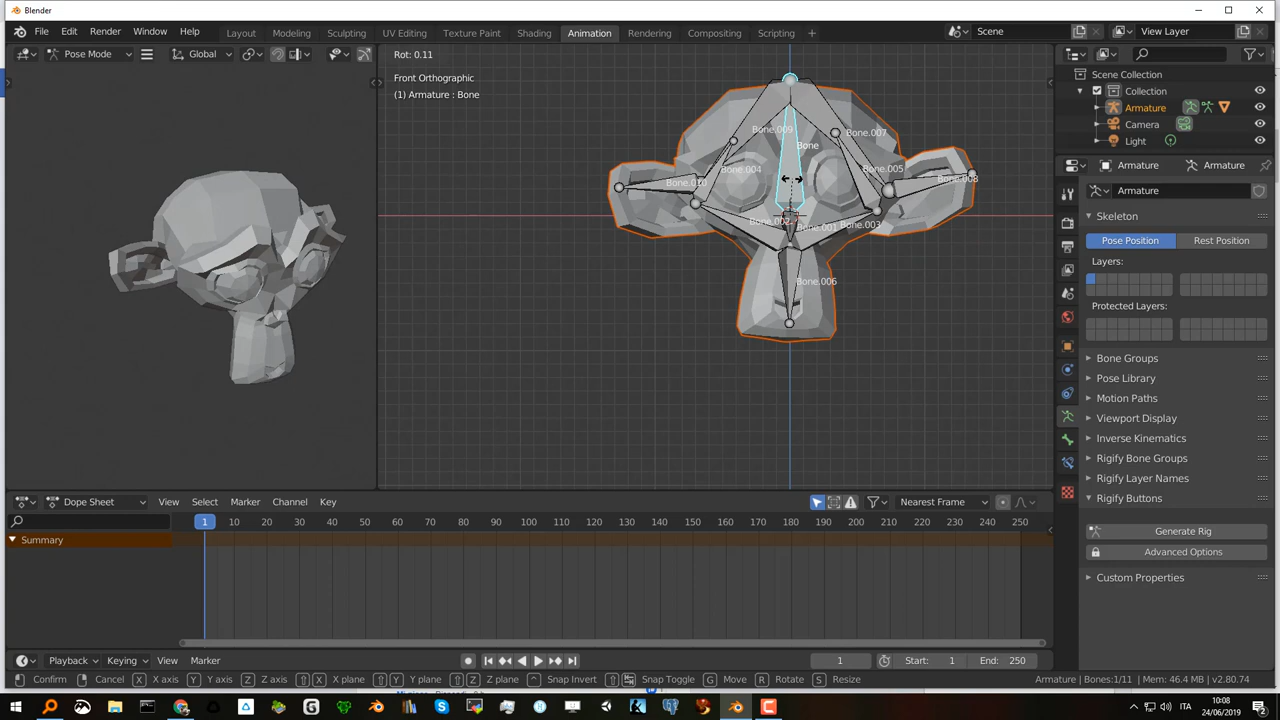 Blender
File Edit Render Window Help
Layout Modeling Sculpting UV Editing Texture Paint Shading Animation Rendering Compositing Scripting +
Scene
View Layer
Pose Mode
Global
Rot: 0.11
Front Orthographic
(1) Armature : Bone
Bone.009
Bone.007
Bone
Bone.004
Bone.005
Bone.010
Bone.008
Bone.002
Bone.001
Bone.003
Bone.006
Scene Collection
Collection
Armature
Camera
Light
Armature
Armature
Armature
Skeleton
Pose Position
Rest Position
Layers:
Protected Layers:
Bone Groups
Pose Library
Motion Paths
Viewport Display
Inverse Kinematics
Rigify Bone Groups
Rigify Layer Names
Rigify Buttons
Generate Rig
Advanced Options
Custom Properties
Dope Sheet View Select Marker Channel Key
Nearest Frame
1 10 20 30 40 50 60 70 80 90 100 110 120 130 140 150 160 170 180 190 200 210 220 230 240 250
Summary
Playback Keying View Marker
1
Start: 1
End: 250
Confirm Cancel X X axis Y Y axis Z Z axis X X plane Y Y plane Z Z plane Snap Invert Snap Toggle G Move R Rotate S Resize
Armature | Bones:1/11 | Mem: 46.4 MB | v2.80.74
ITA
10:08
24/06/2019